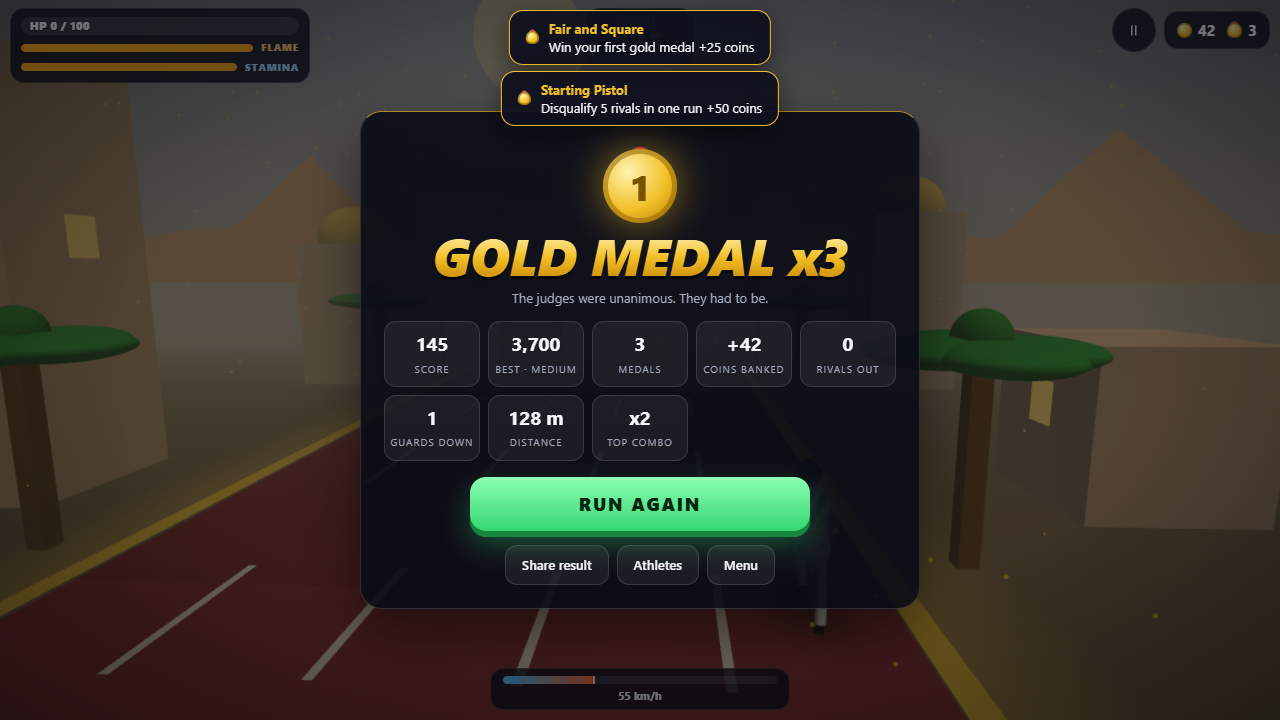 HP 0 / 100
FLAME
STAMINA
Fair and Square
Win your first gold medal +25 coins
Starting Pistol
Disqualify 5 rivals in one run +50 coins
42 3
1
GOLD MEDAL x3
The judges were unanimous. They had to be.
145
SCORE
3,700
BEST · MEDIUM
3
MEDALS
+42
COINS BANKED
0
RIVALS OUT
1
GUARDS DOWN
128 m
DISTANCE
x2
TOP COMBO
RUN AGAIN
Share result
Athletes
Menu
55 km/h